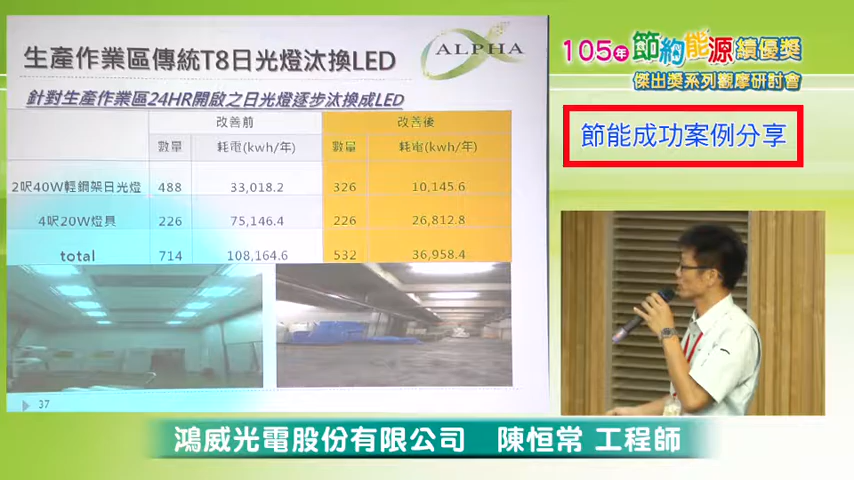 生產作業區傳統T8日光燈汰換LED
ALPHA
針對生產作業區24HR開啟之日光燈逐步汰換成LED
改善前 改善後
數量 耗電(kwh/年) 數量 耗電(kwh/年)
2呎40W輕鋼架日光燈 488 33,018.2 326 10,145.6
4呎20W燈具 226 75,146.4 226 26,812.8
total 714 108,164.6 532 36,958.4
37
105年節約能源績優獎
傑出獎系列觀摩研討會
節能成功案例分享
鴻威光電股份有限公司 陳恒常 工程師